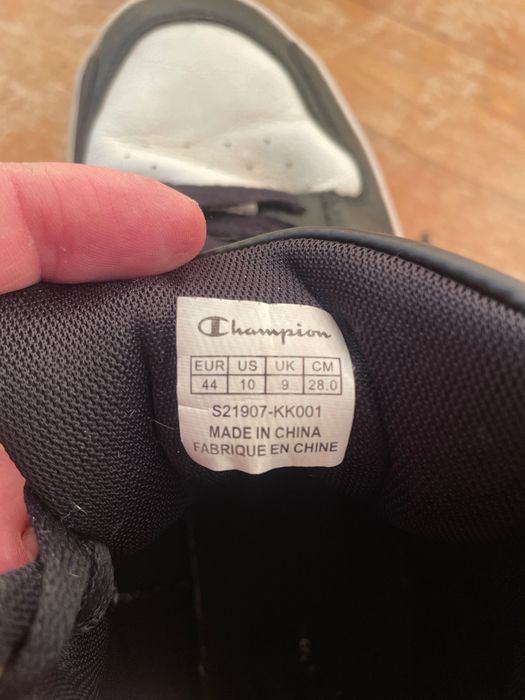 Champion
EUR US UK CM
44 10 9 28.0
S21907-KK001
MADE IN CHINA
FABRIQUE EN CHINE